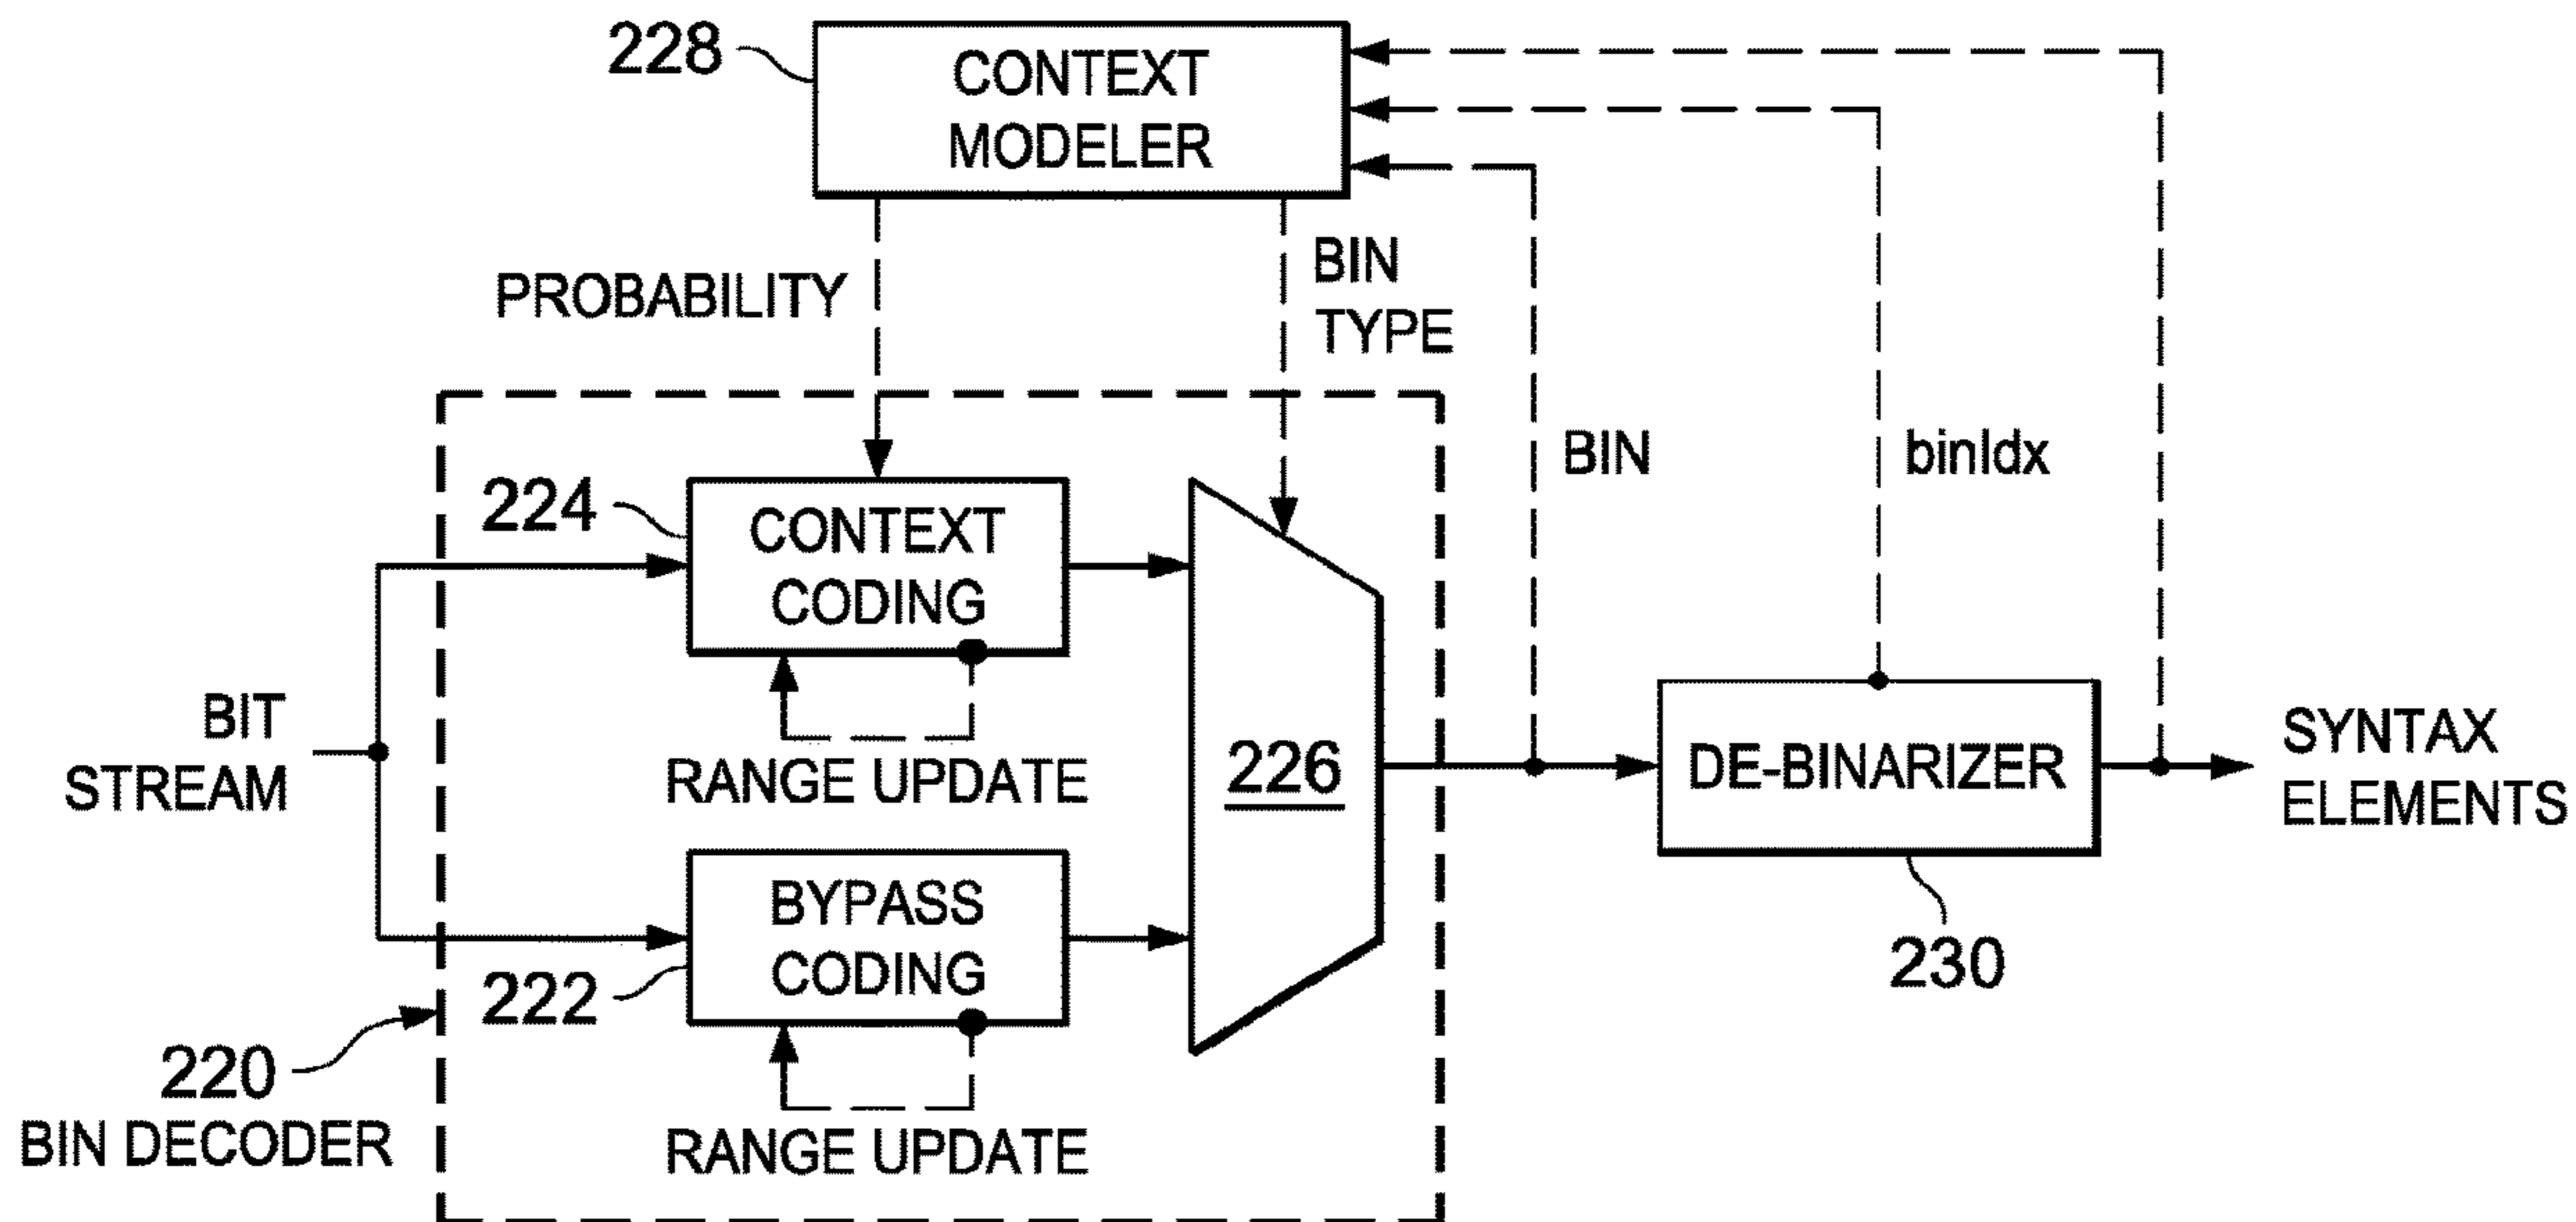 228
CONTEXT
MODELER
PROBABILITY
BIN
TYPE
BIN
binIdx
224
CONTEXT
CODING
RANGE UPDATE
BIT
STREAM
226
DE-BINARIZER
SYNTAX
ELEMENTS
BYPASS
CODING
222
230
220
BIN DECODER
RANGE UPDATE